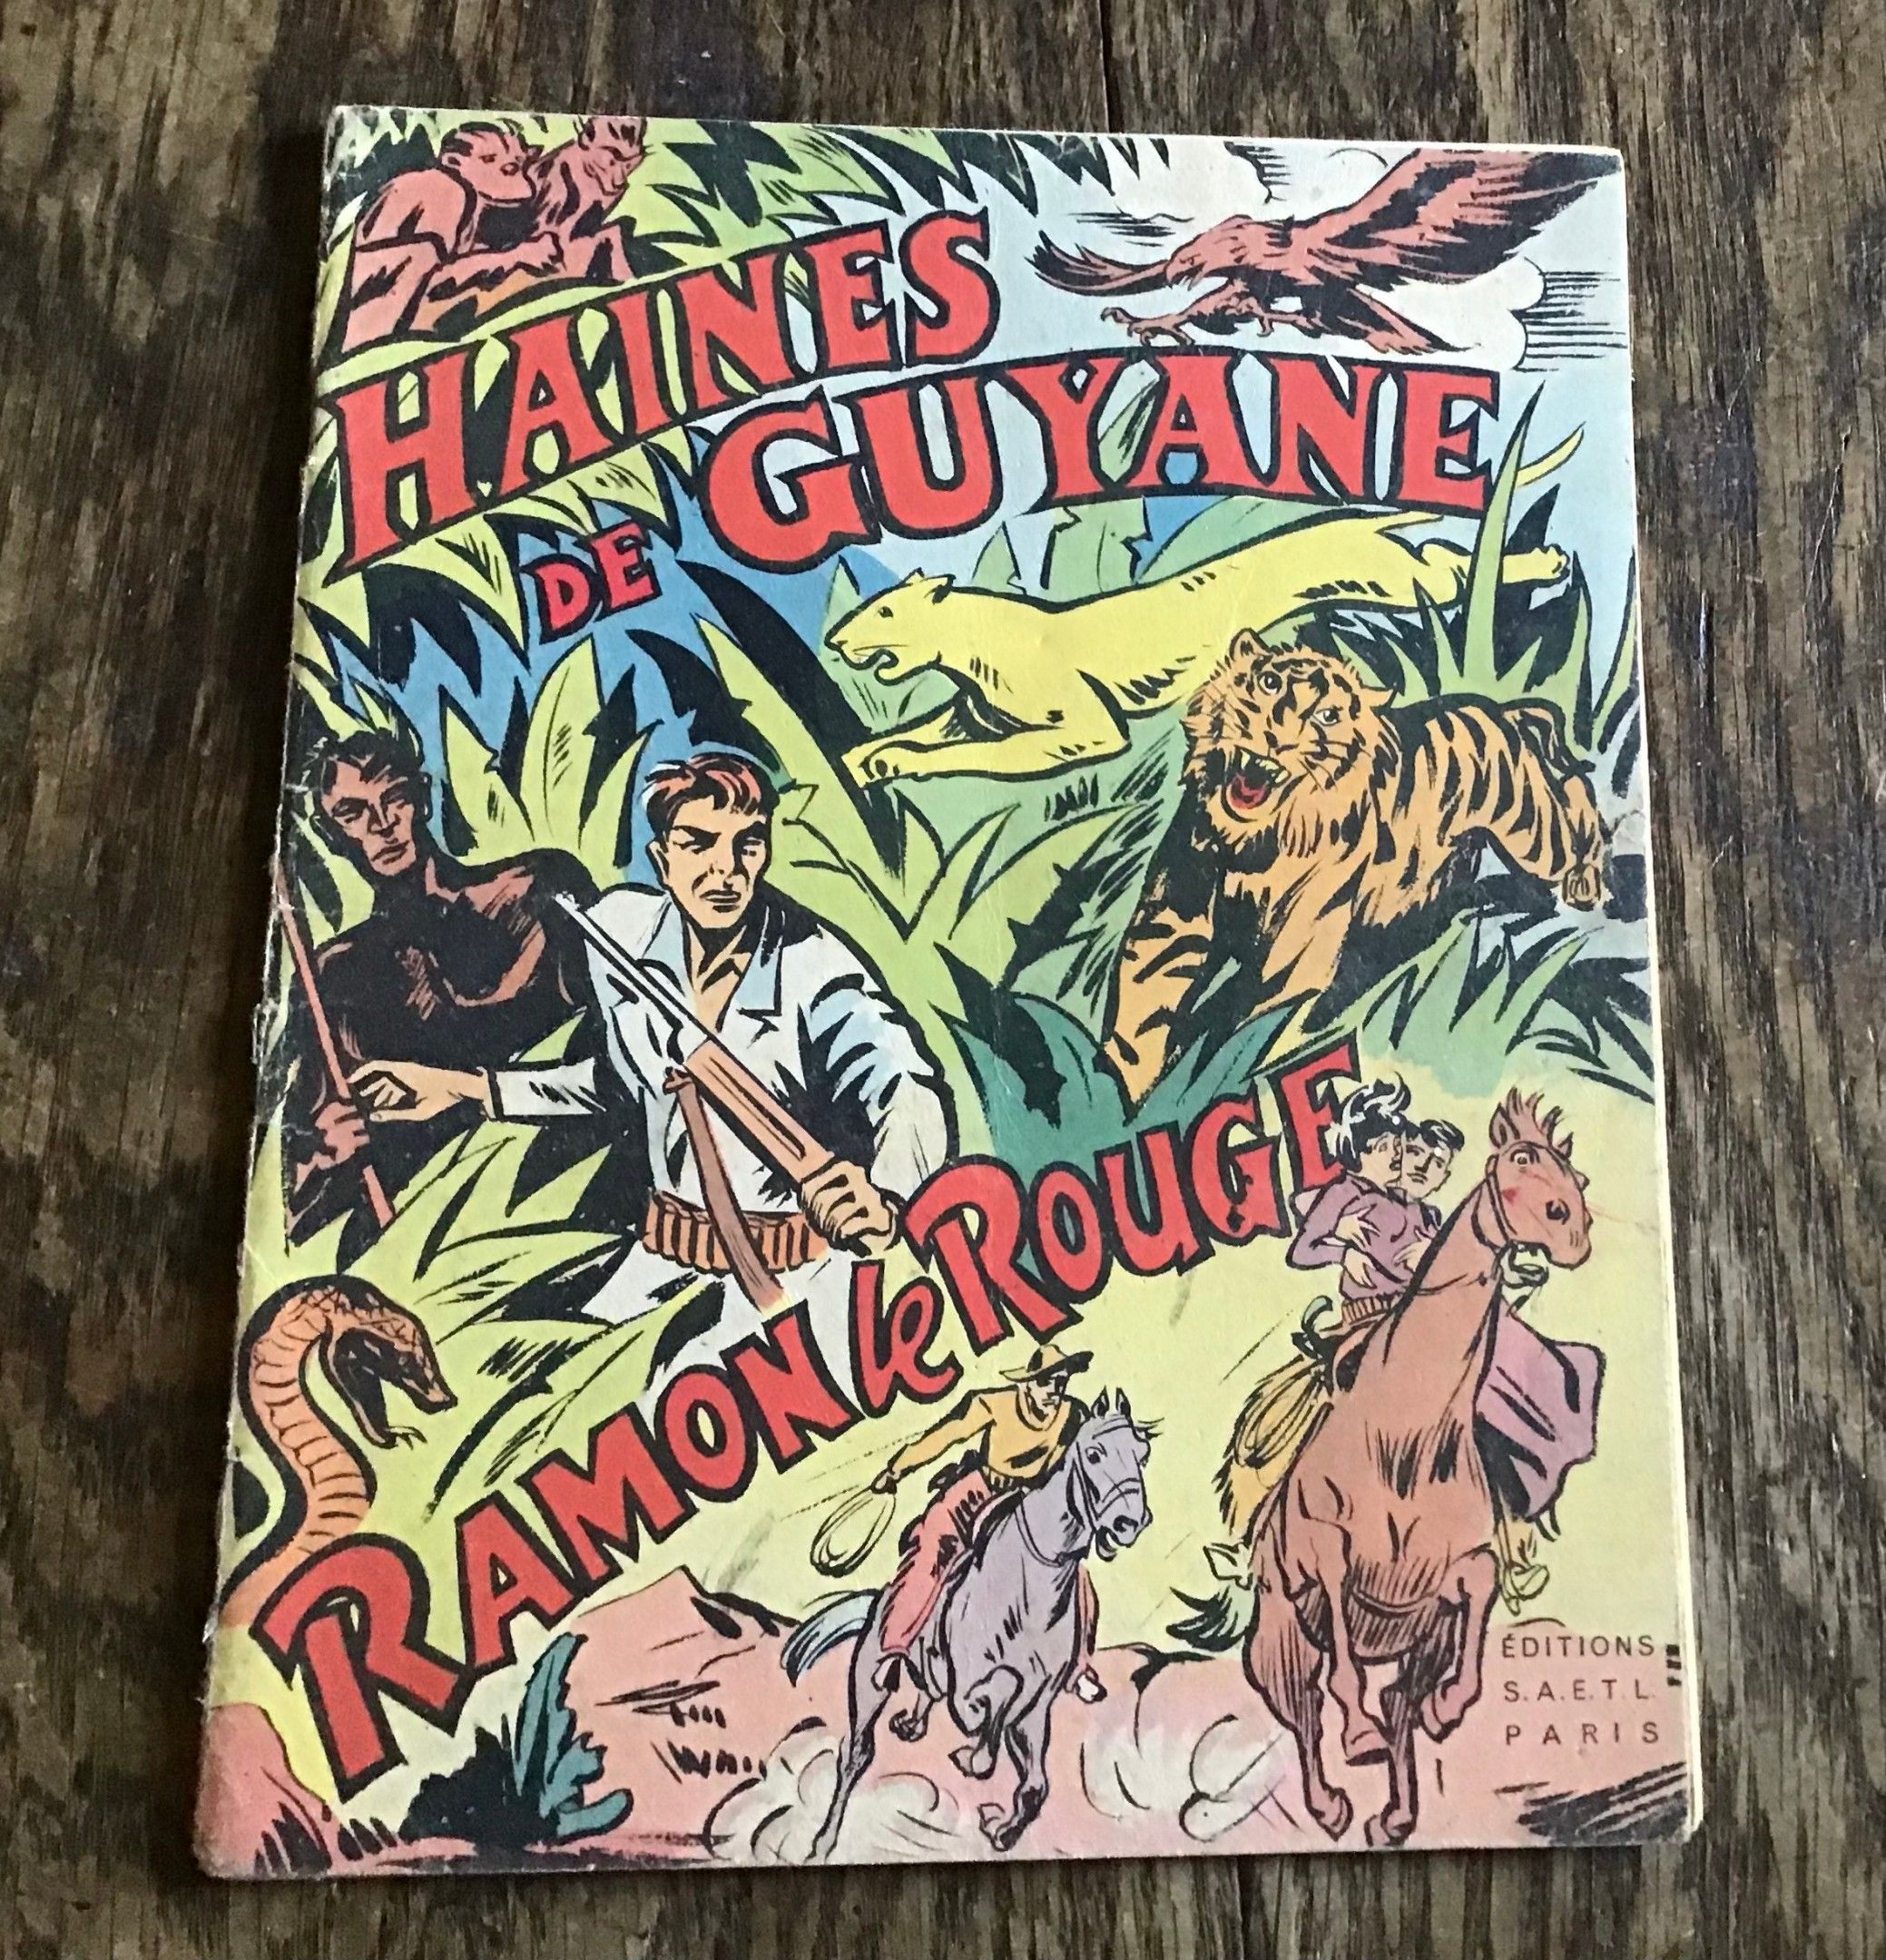 HAINES
DE GUYANE
RAMON le ROUGE
ÉDITIONS
S.A.E.T.L.
PARIS